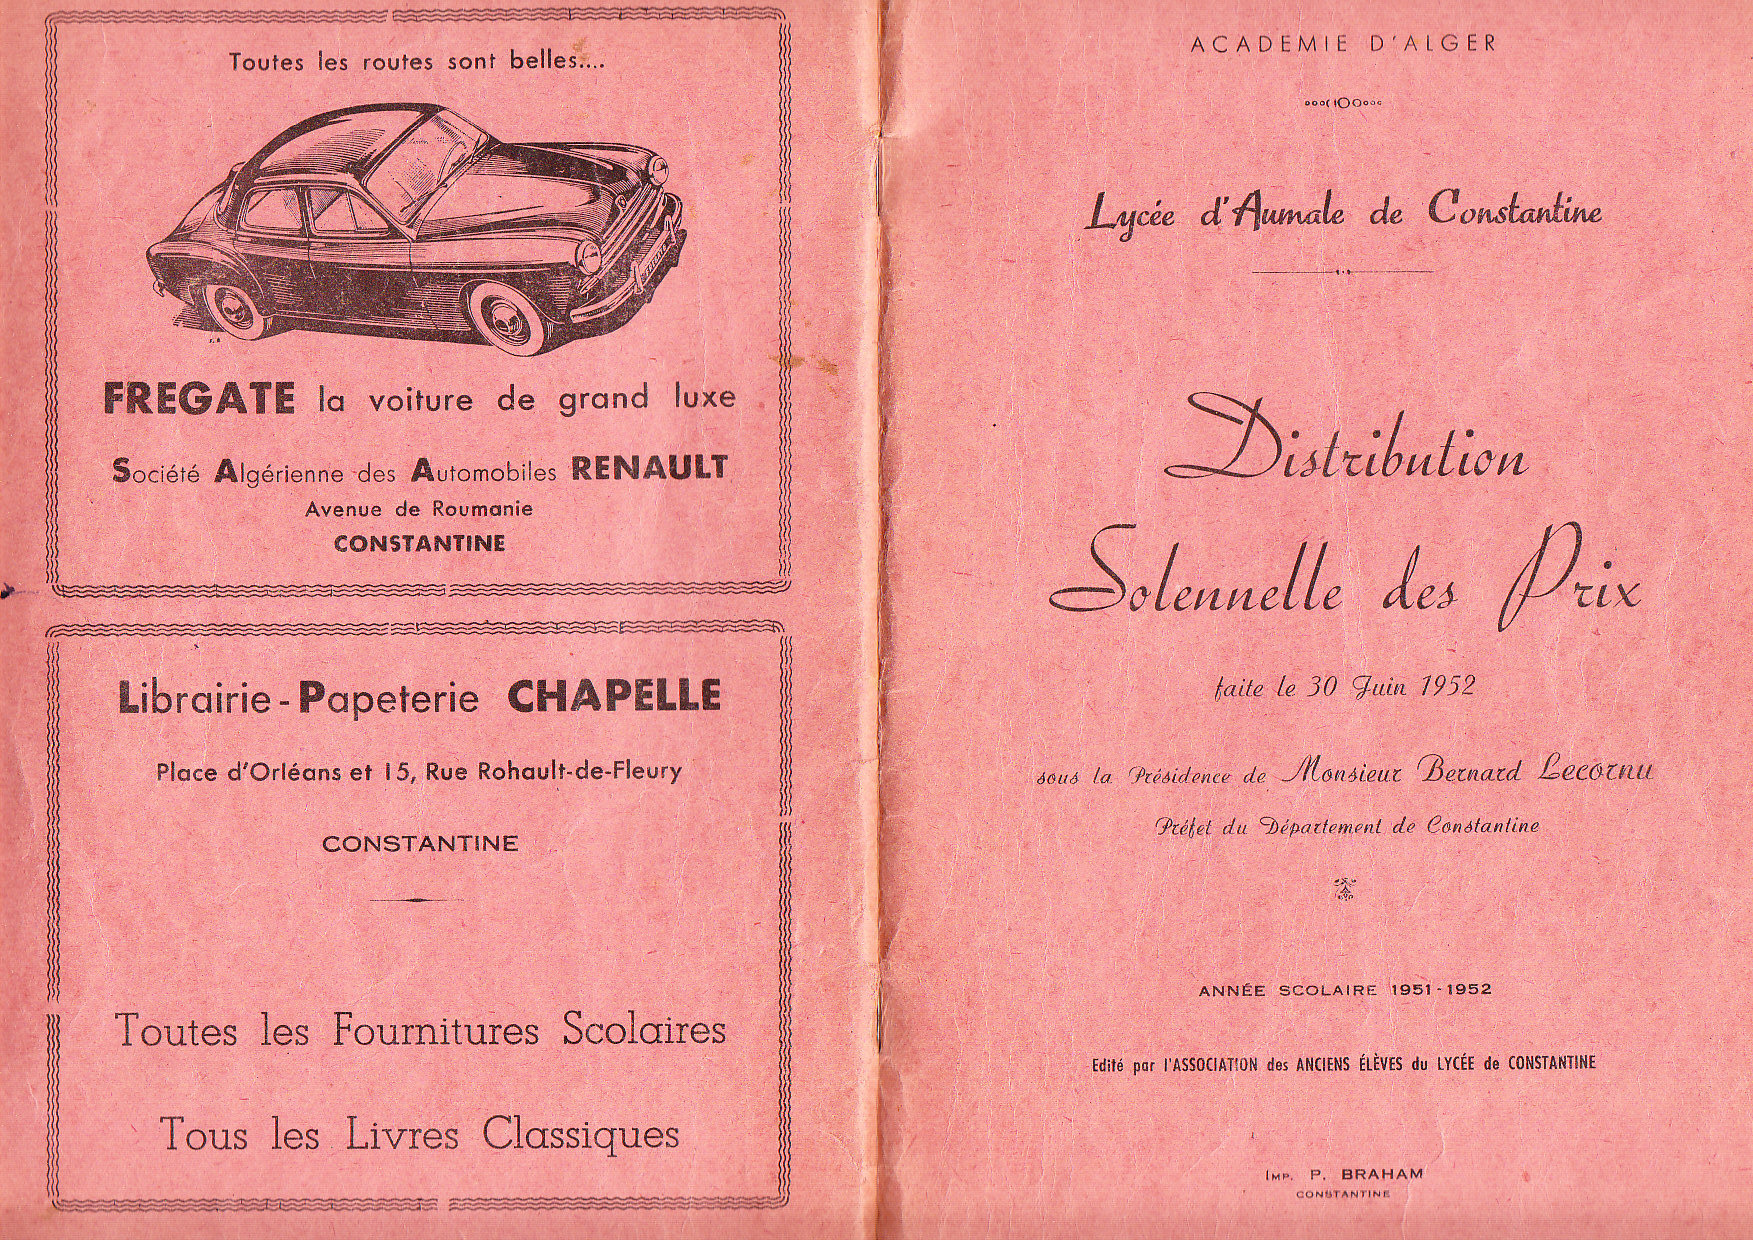 Toutes les routes sont belles....
FREGATE la voiture de grand luxe
Société Algérienne des Automobiles RENAULT
Avenue de Roumanie
CONSTANTINE
Librairie-Papeterie CHAPELLE
Place d'Orléans et 15, Rue Rohault-de-Fleury
CONSTANTINE
Toutes les Fournitures Scolaires
Tous les Livres Classiques
ACADEMIE D'ALGER
Lycée d'Aumale de Constantine
Distribution
Solennelle des Prix
faite le 30 Juin 1952
sous la Présidence de Monsieur Bernard Lecornu
Préfet du Département de Constantine
ANNÉE SCOLAIRE 1951-1952
Edité par l'ASSOCIATION des ANCIENS ÉLÈVES du LYCÉE de CONSTANTINE
IMP. P. BRAHAM
CONSTANTINE